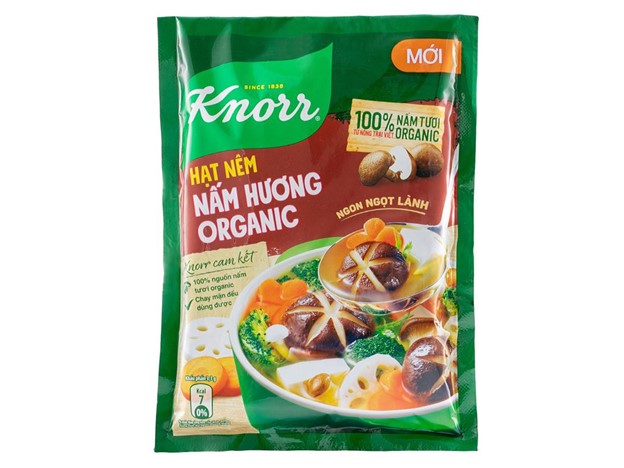 MỚI
SINCE 1838
Knorr
100% NẤM TƯƠI
TỪ NÔNG TRẠI VIỆT ORGANIC
HẠT NÊM
NẤM HƯƠNG
ORGANIC
NGON NGỌT LÀNH
Knorr cam kết
100% nguồn nấm
tươi organic
Chay mặn đều
dùng được
Kcal
7
0%